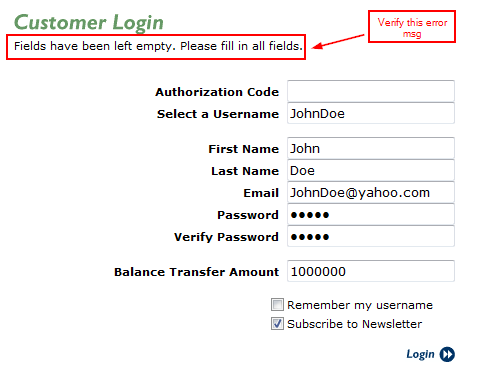 Customer Login
Fields have been left empty. Please fill in all fields.
Verify this error
msg
Authorization Code
Select a Username JohnDoe
First Name John
Last Name Doe
Email JohnDoe@yahoo.com
Password •••••
Verify Password •••••
Balance Transfer Amount 1000000
Remember my username
Subscribe to Newsletter
Login